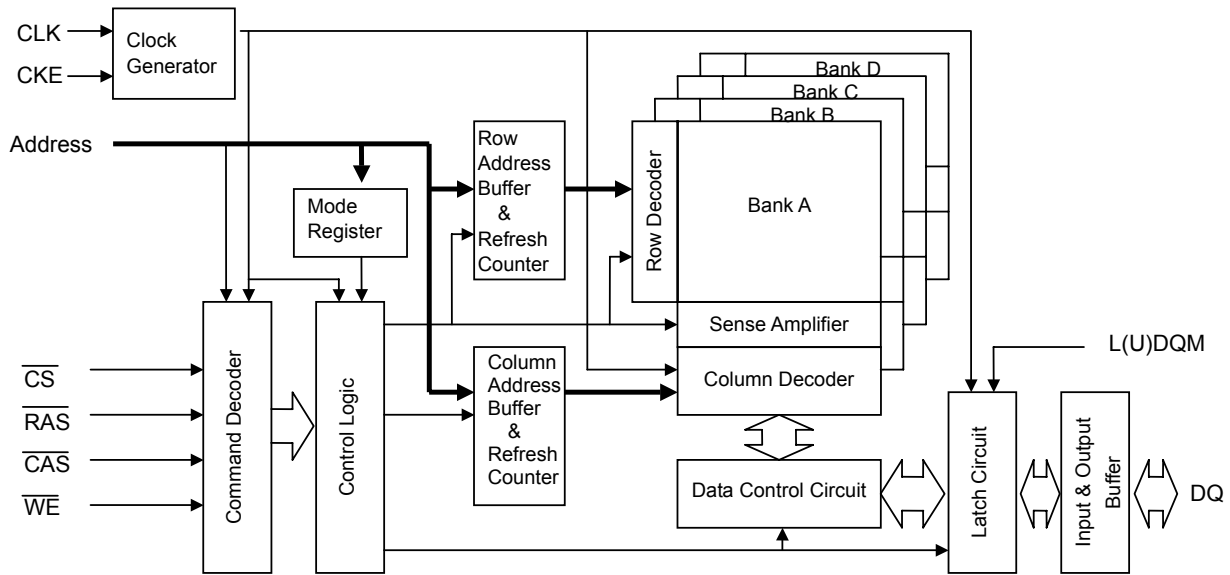 CLK
CKE
Clock
Generator
Address
Mode
Register
Row
Address
Buffer
&
Refresh
Counter
Row Decoder
Bank D
Bank C
Bank B
Bank A
Sense Amplifier
Column Decoder
L(U)DQM
CS
RAS
CAS
WE
Command Decoder
Control Logic
Column
Address
Buffer
&
Refresh
Counter
Data Control Circuit
Latch Circuit
Input & Output
Buffer
DQ